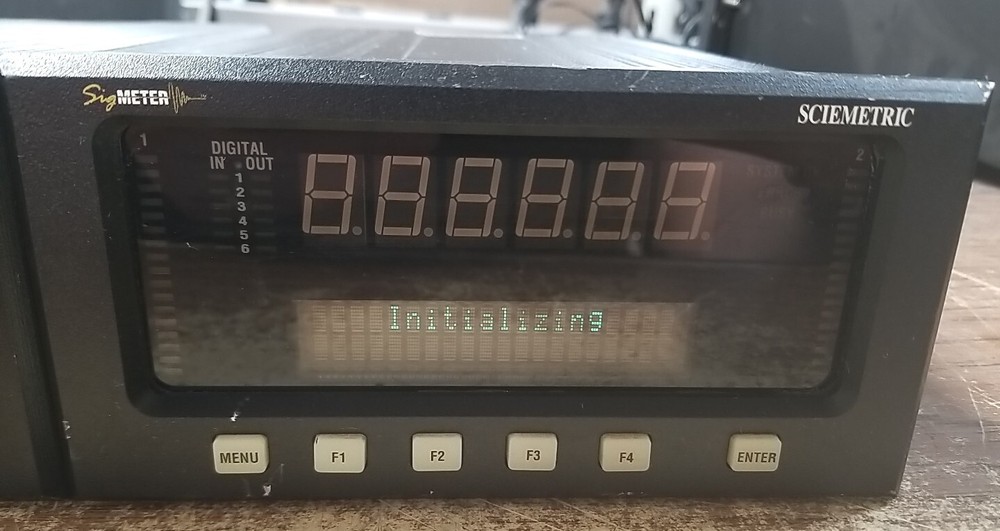 SigMETER
SCIEMETRIC
1
DIGITAL
IN OUT
1
2
3
4
5
6
2
Initializing
MENU
F1
F2
F3
F4
ENTER